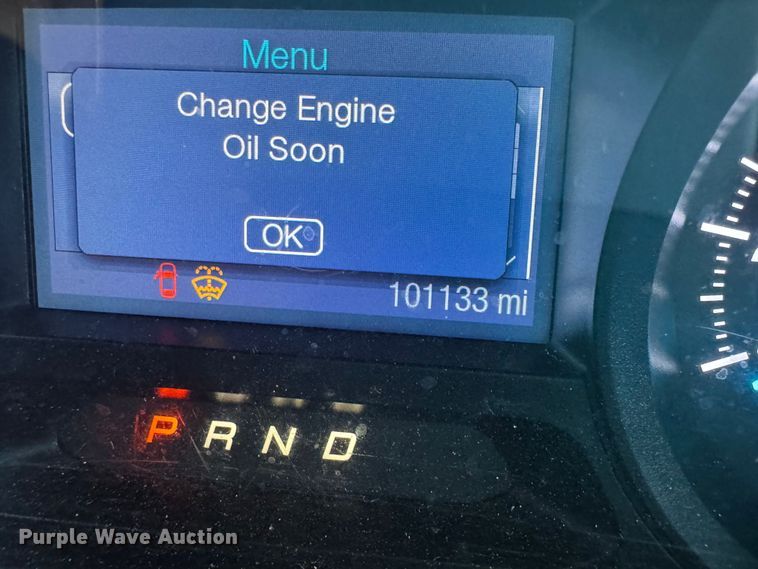 Menu
Change Engine
Oil Soon
OK
101133 mi
P R N D
Purple Wave Auction